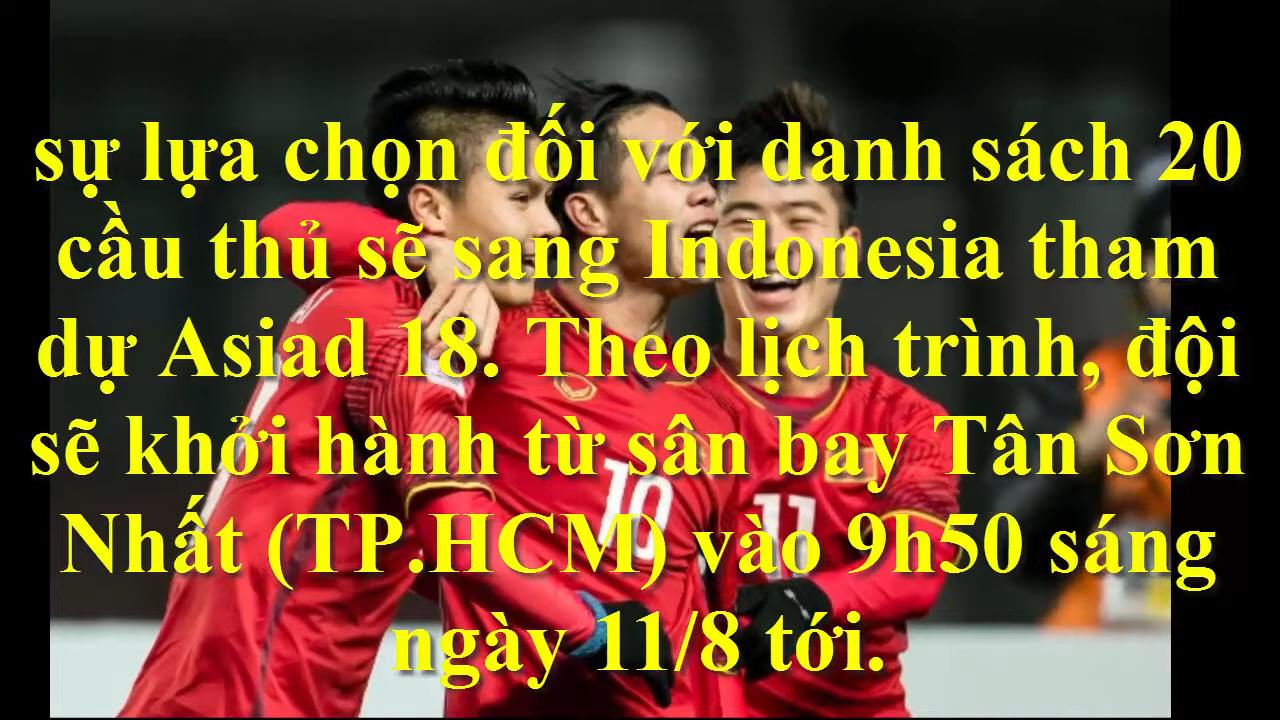 sự lựa chọn đối với danh sách 20
cầu thủ sẽ sang Indonesia tham
dự Asiad 18. Theo lịch trình, đội
sẽ khởi hành từ sân bay Tân Sơn
Nhất (TP.HCM) vào 9h50 sáng
ngày 11/8 tới.
10
11